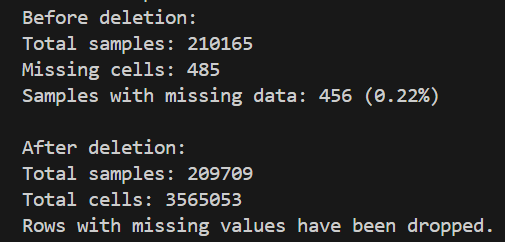 Before deletion:
Total samples: 210165
Missing cells: 485
Samples with missing data: 456 (0.22%)
After deletion:
Total samples: 209709
Total cells: 3565053
Rows with missing values have been dropped.